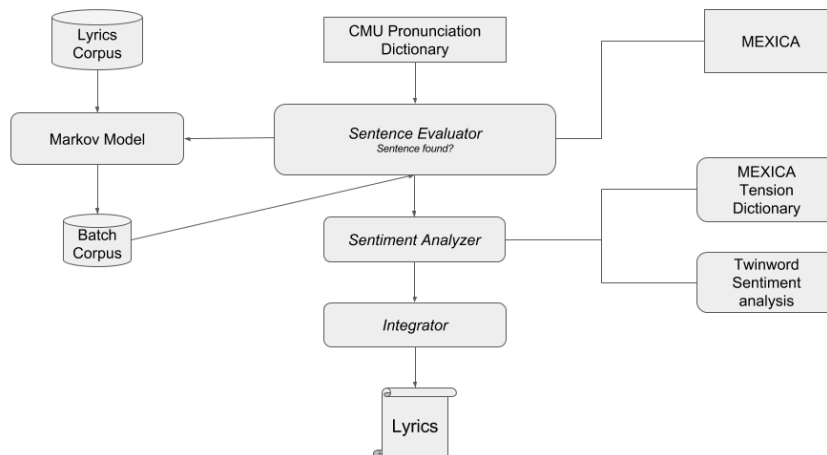 Lyrics
Corpus
CMU Pronunciation
Dictionary
MEXICA
Markov Model
Sentence Evaluator
Sentence found?
MEXICA
Tension
Dictionary
Batch
Corpus
Sentiment Analyzer
Twinword
Sentiment
analysis
Integrator
Lyrics